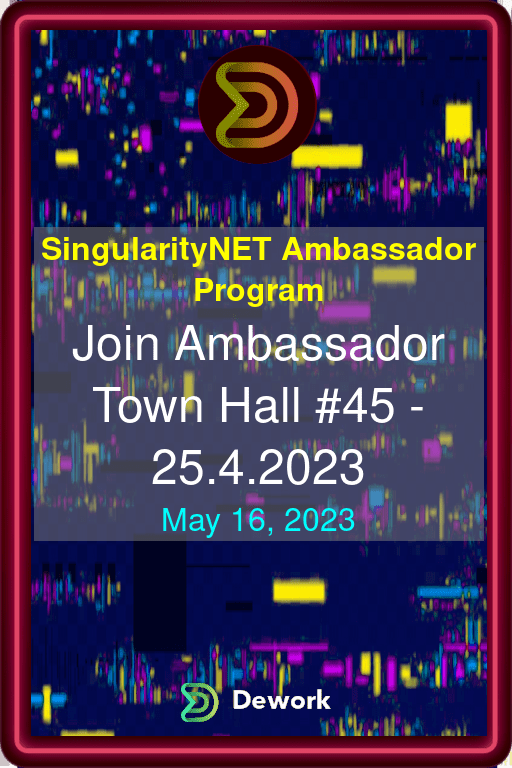 SingularityNET Ambassador
Program
Join Ambassador
Town Hall #45 -
25.4.2023
May 16, 2023
Dework